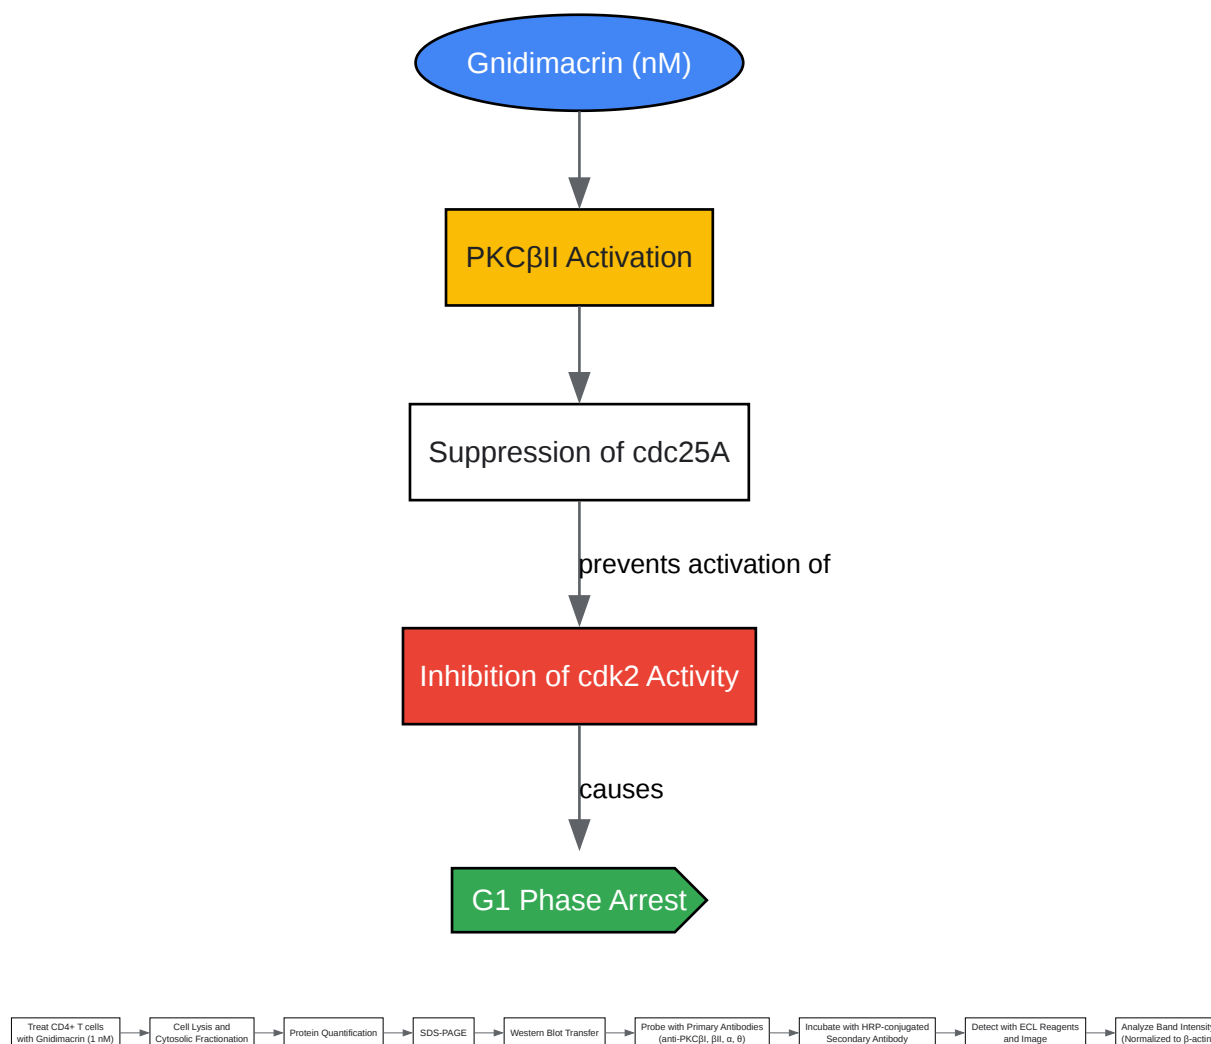 Gnidimacrin (nM)
PKCβII Activation
Suppression of cdc25A
prevents activation of
Inhibition of cdk2 Activity
causes
G1 Phase Arrest
Treat CD4+ T cells
with Gnidimacrin (1 nM)
Cell Lysis and
Cytosolic Fractionation
Protein Quantification
SDS-PAGE
Western Blot Transfer
Probe with Primary Antibodies
(anti-PKCβI, βII, α, θ)
Incubate with HRP-conjugated
Secondary Antibody
Detect with ECL Reagents
and Image
Analyze Band Intensity
(Normalized to β-actin